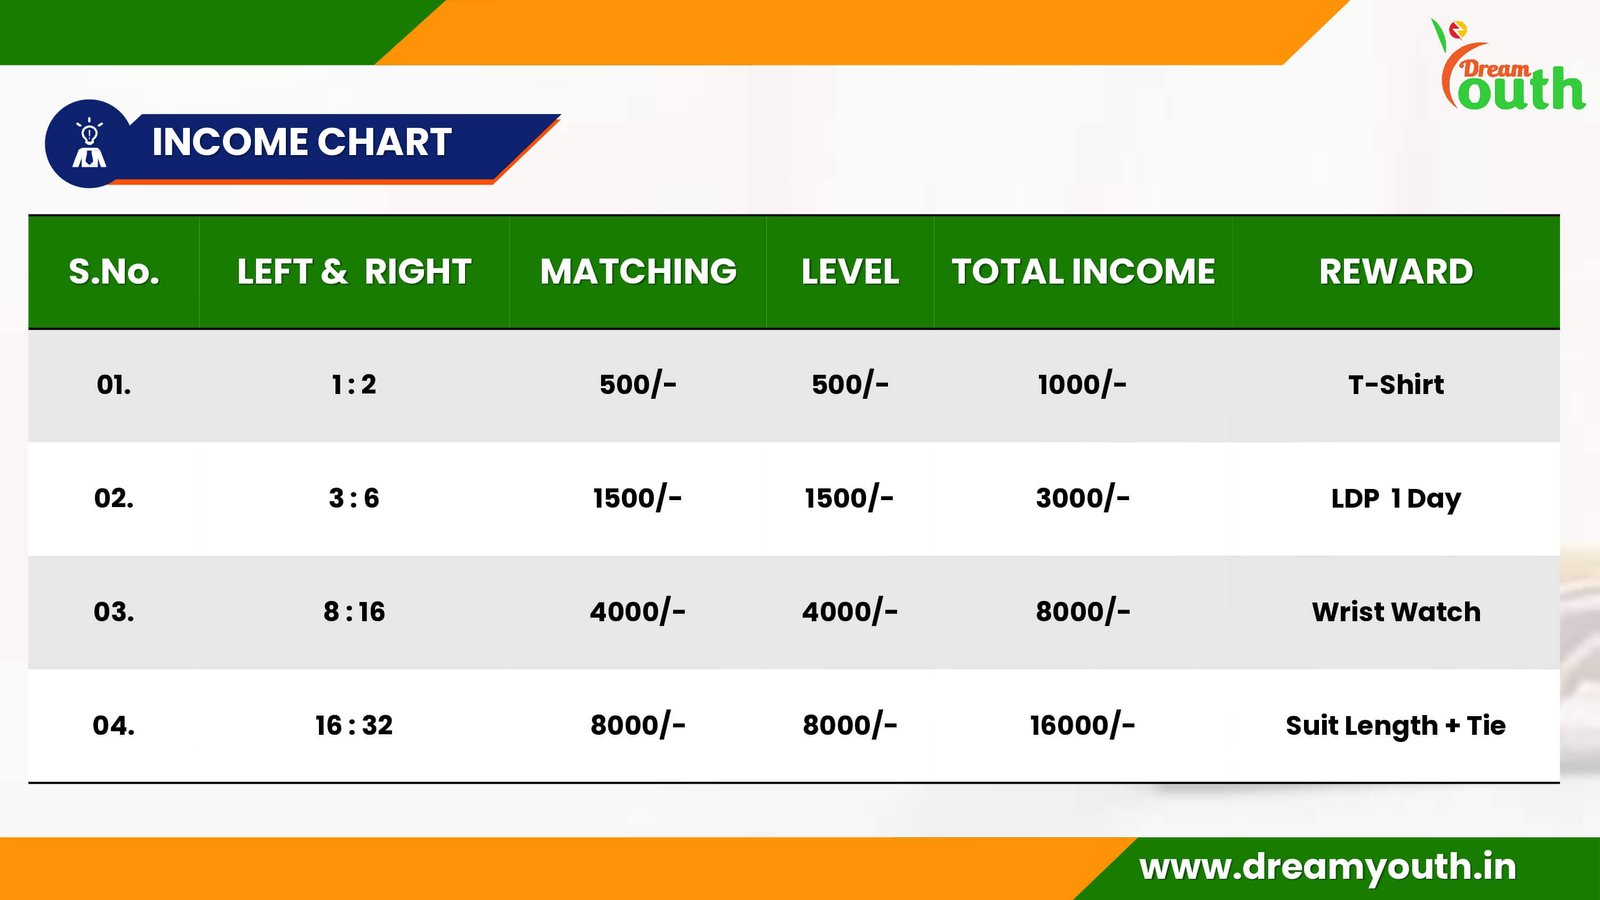 Dream
Youth
INCOME CHART
S.No. LEFT & RIGHT MATCHING LEVEL TOTAL INCOME REWARD
01. 1 : 2 500/- 500/- 1000/- T-Shirt
02. 3 : 6 1500/- 1500/- 3000/- LDP 1 Day
03. 8 : 16 4000/- 4000/- 8000/- Wrist Watch
04. 16 : 32 8000/- 8000/- 16000/- Suit Length + Tie
www.dreamyouth.in